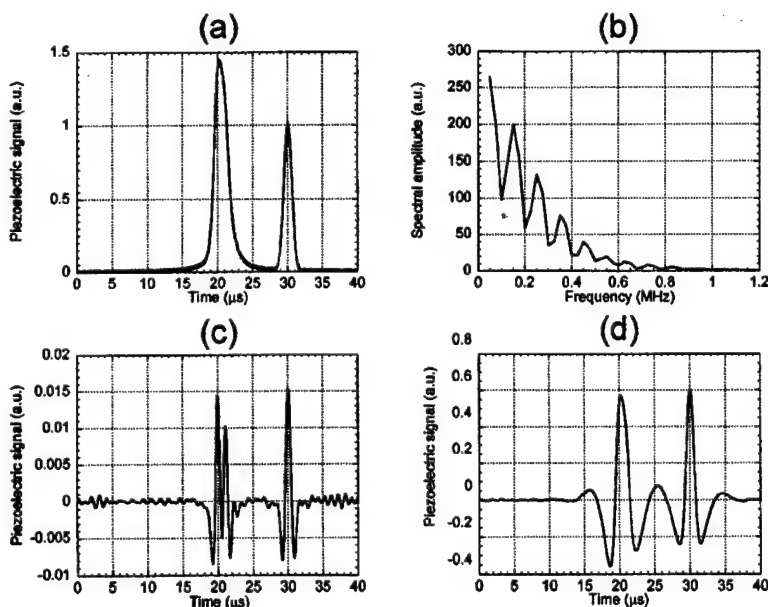 (a)
Piezoelectric signal (a.u.)
1.5
1
0.5
0
0 5 10 15 20 25 30 35 40
Time (µs)
(b)
Spectral amplitude (a.u.)
300
250
200
150
100
50
0
0 0.2 0.4 0.6 0.8 1 1.2
Frequency (MHz)
(c)
Piezoelectric signal (a.u.)
0.02
0.015
0.01
0.005
0
-0.005
-0.01
0 5 10 15 20 25 30 35 40
Time (µs)
(d)
Piezoelectric signal (a.u.)
0.8
0.6
0.4
0.2
0
-0.2
-0.4
0 5 10 15 20 25 30 35 40
Time (µs)